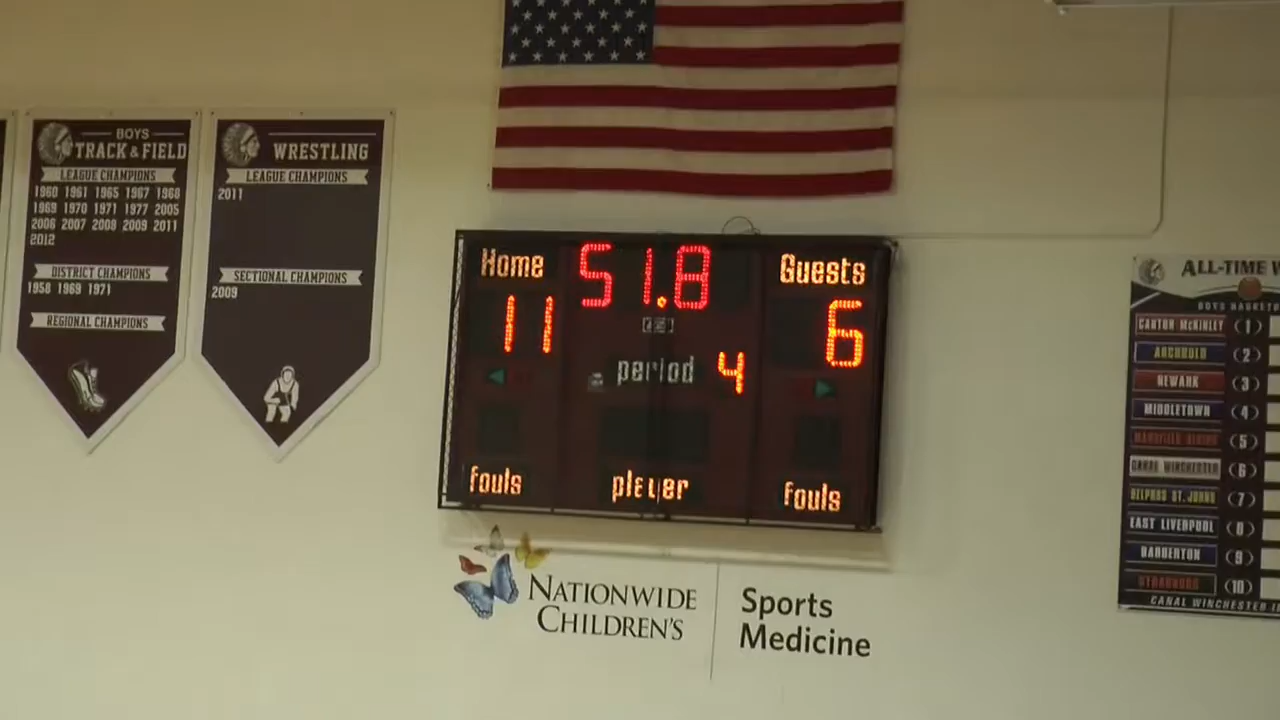 BOYS
TRACK & FIELD
LEAGUE CHAMPIONS
1960 1961 1965 1967 1968
1969 1970 1971 1977 2005
2006 2007 2008 2009 2011
2012
DISTRICT CHAMPIONS
1958 1969 1971
REGIONAL CHAMPIONS
WRESTLING
LEAGUE CHAMPIONS
2011
SECTIONAL CHAMPIONS
2009
Home
51.8
Guests
11
6
period 4
fouls
player
fouls
NATIONWIDE
CHILDREN'S
Sports
Medicine
ALL-TIME
BOYS
CANTON MCKINLEY (1)
ARCHBOLD (2)
NEWARK (3)
MIDDLETOWN (4)
(5)
CANAL WINCHESTER (6)
DELPHOS ST. JOHNS (7)
EAST LIVERPOOL (8)
BARBERTON (9)
(10)
CANAL WINCHESTER